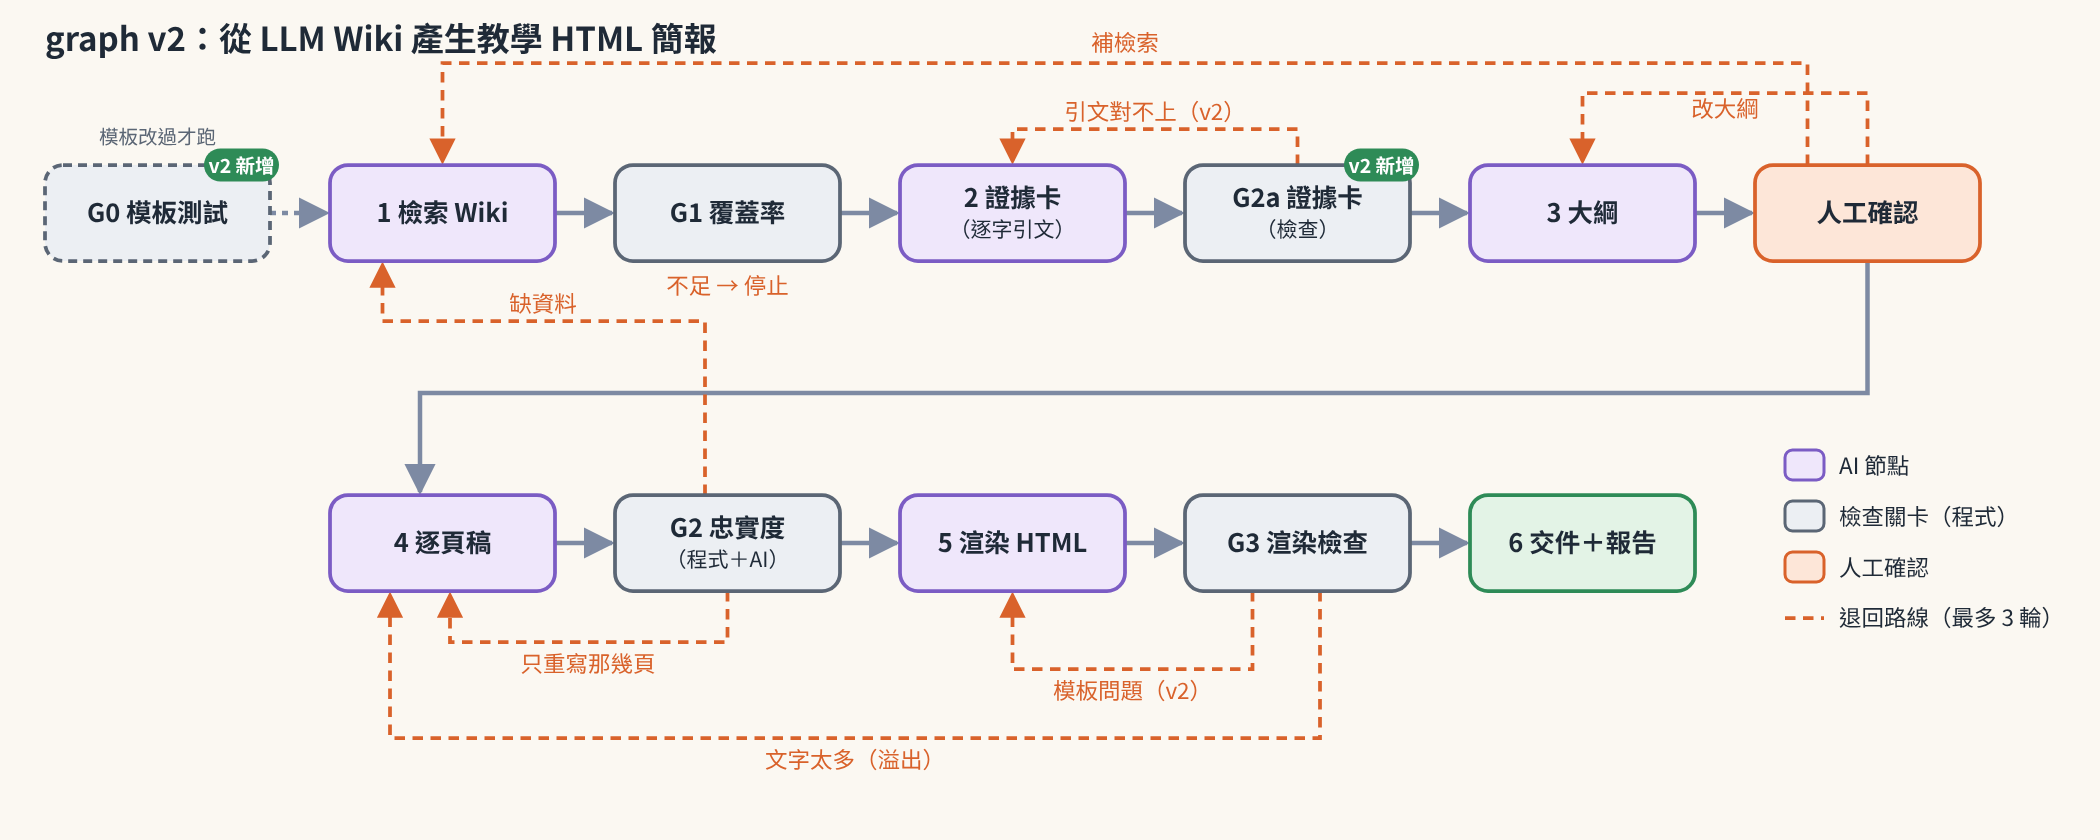 graph v2：從 LLM Wiki 產生教學 HTML 簡報
補檢索
引文對不上（v2）
改大綱
模板改過才跑
v2 新增
v2 新增
G0 模板測試
1 檢索 Wiki
G1 覆蓋率
2 證據卡
（逐字引文）
G2a 證據卡
（檢查）
3 大綱
人工確認
不足 → 停止
缺資料
4 逐頁稿
G2 忠實度
（程式＋AI）
5 渲染 HTML
G3 渲染檢查
6 交件＋報告
AI 節點
檢查關卡（程式）
人工確認
退回路線（最多 3 輪）
只重寫那幾頁
模板問題（v2）
文字太多（溢出）